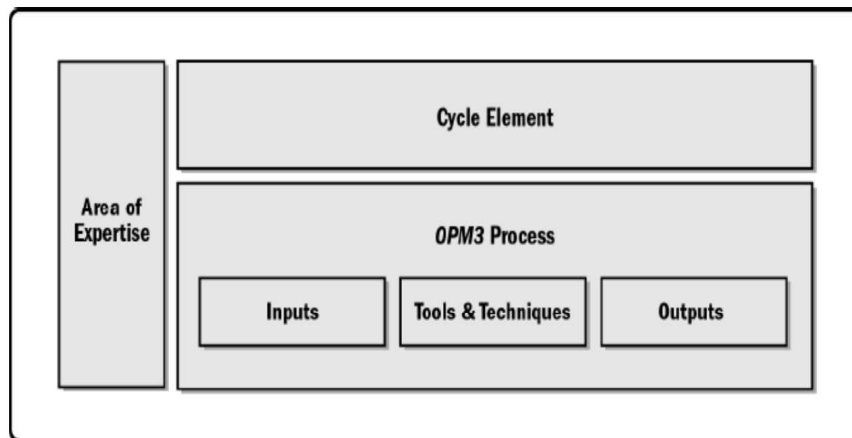 Cycle Element
Area of
Expertise
OPM3 Process
Inputs
Tools & Techniques
Outputs